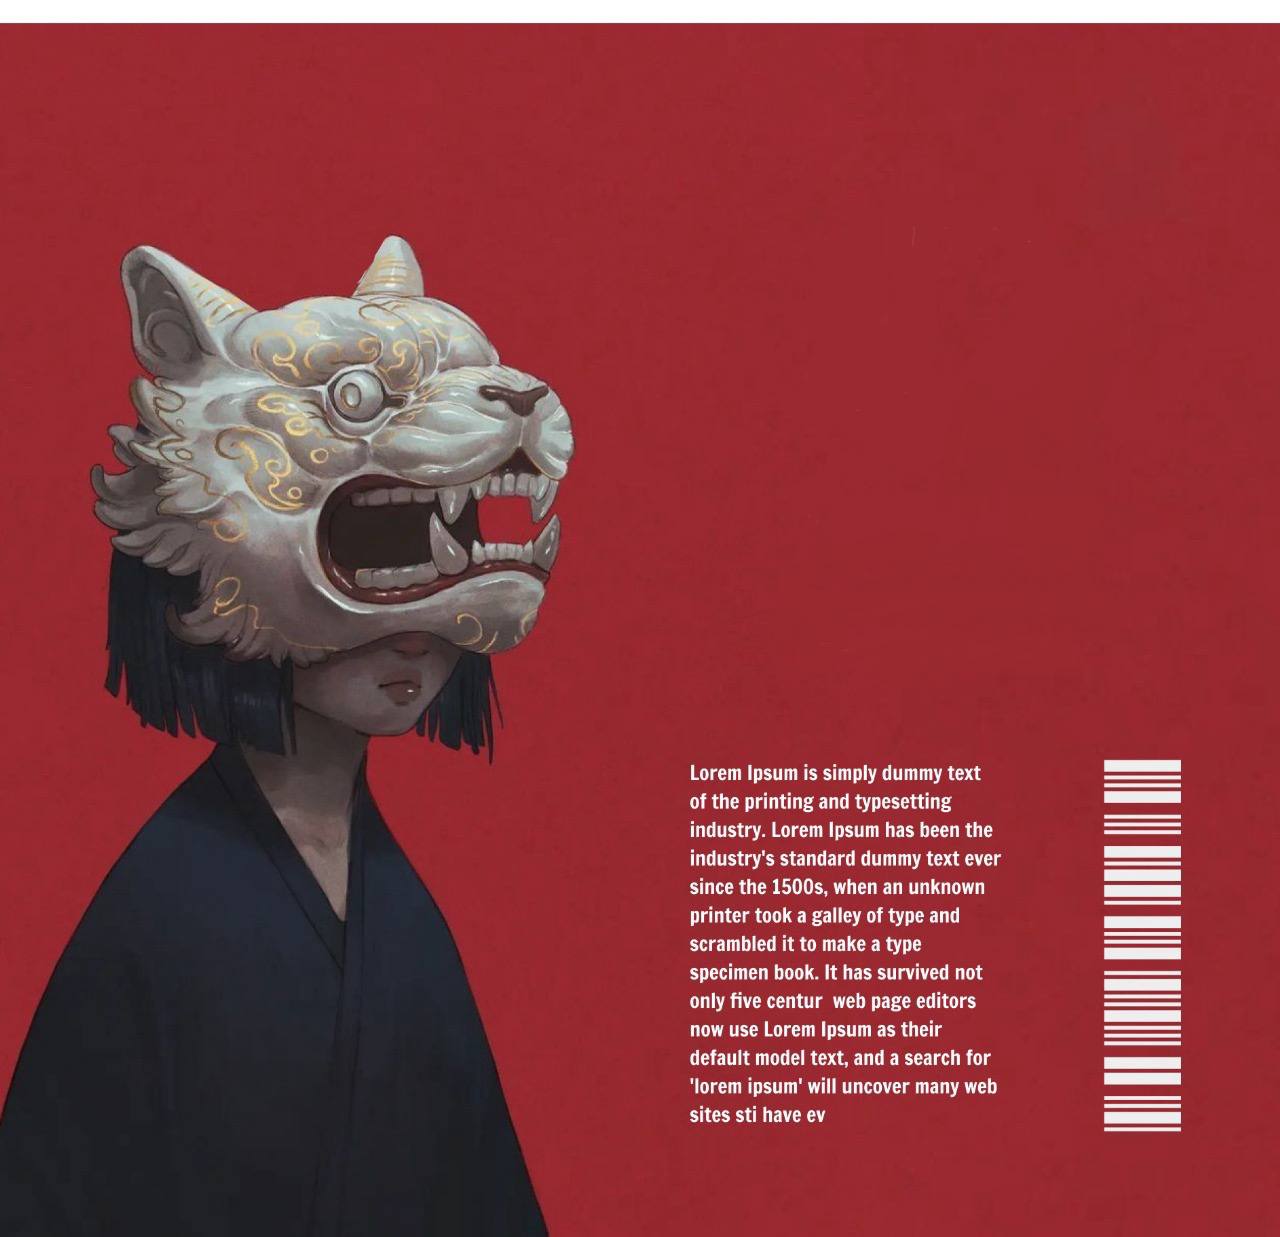 Lorem Ipsum is simply dummy text
of the printing and typesetting
industry. Lorem Ipsum has been the
industry's standard dummy text ever
since the 1500s, when an unknown
printer took a galley of type and
scrambled it to make a type
specimen book. It has survived not
only five centur  web page editors
now use Lorem Ipsum as their
default model text, and a search for
'lorem ipsum' will uncover many web
sites sti have ev